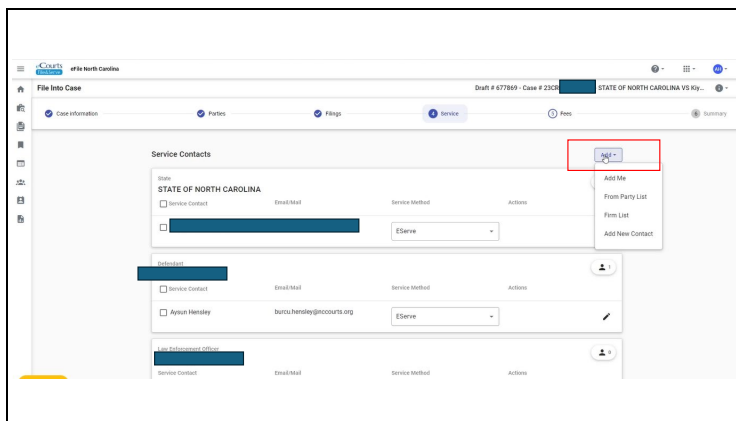 eCourts
File&Serve
eFile North Carolina
AH
File Into Case
Draft # 677869 - Case # 23CR
STATE OF NORTH CAROLINA VS Kiy...
Case Information
Parties
Filings
4 Service
5 Fees
6 Summary
Service Contacts
Add
Add Me
From Party List
Firm List
Add New Contact
State
STATE OF NORTH CAROLINA
Service Contact Email/Mail Service Method Actions
EServe
Defendant
1
Service Contact Email/Mail Service Method Actions
Aysun Hensley burcu.hensley@nccourts.org EServe
Law Enforcement Officer
0
Service Contact Email/Mail Service Method Actions